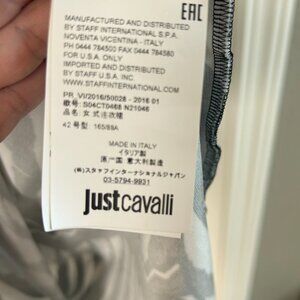 EAC
MANUFACTURED AND DISTRIBUTED
BY STAFF INTERNATIONAL S.P.A.
NOVENTA VICENTINA - ITALY
PH 0444 784500 FAX 0444 784580
FOR U.S.A. ONLY
IMPORTED AND DISTRIBUTED
BY STAFF U.S.A. INC
WWW.STAFFINTERNATIONAL.COM
PR_VI/2016/50028 - 2016 01
款号: S04CT0468 N21046
品名: 女式连衣裙
42 号型: 165/88A
MADE IN ITALY
イタリア製
原产国: 意大利制造
(株)スタッフインターナショナルジャパン
03-5794-9931
justcavalli